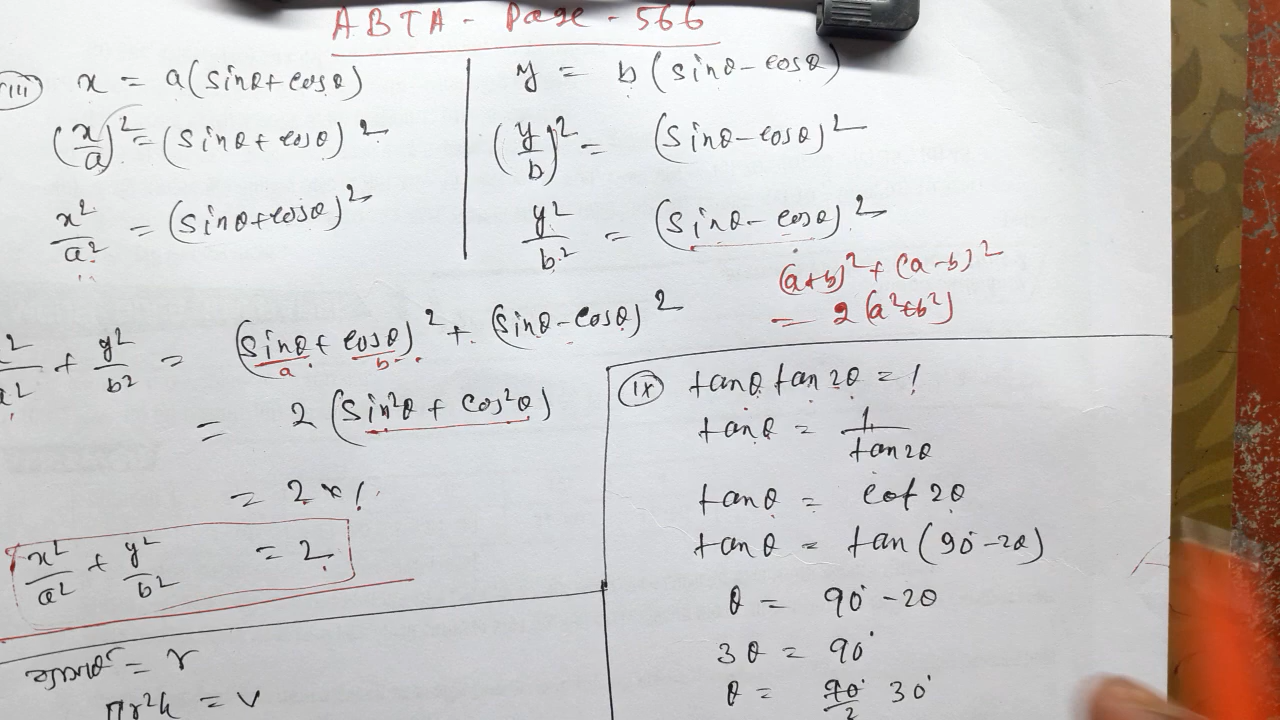 ABTA - Page - 566
(iii) x = a(sinθ+cosθ)
(x/a)² = (sinθ+cosθ)²
x²/a² = (sinθ+cosθ)²
y = b(sinθ-cosθ)
(y/b)² = (sinθ-cosθ)²
y²/b² = (sinθ-cosθ)²
(a+b)²+(a-b)²
= 2(a²+b²)
x²/a² + y²/b² = (sinθ+cosθ)² + (sinθ-cosθ)²
a b
= 2(sin²θ + cos²θ)
= 2×1
x²/a² + y²/b² = 2
= r
πr²h = v
(ix) tanθ tan2θ = 1
tanθ = 1/tan2θ
tanθ = cot2θ
tanθ = tan(90°-2θ)
θ = 90°-2θ
3θ = 90°
θ = 90°/2 30°